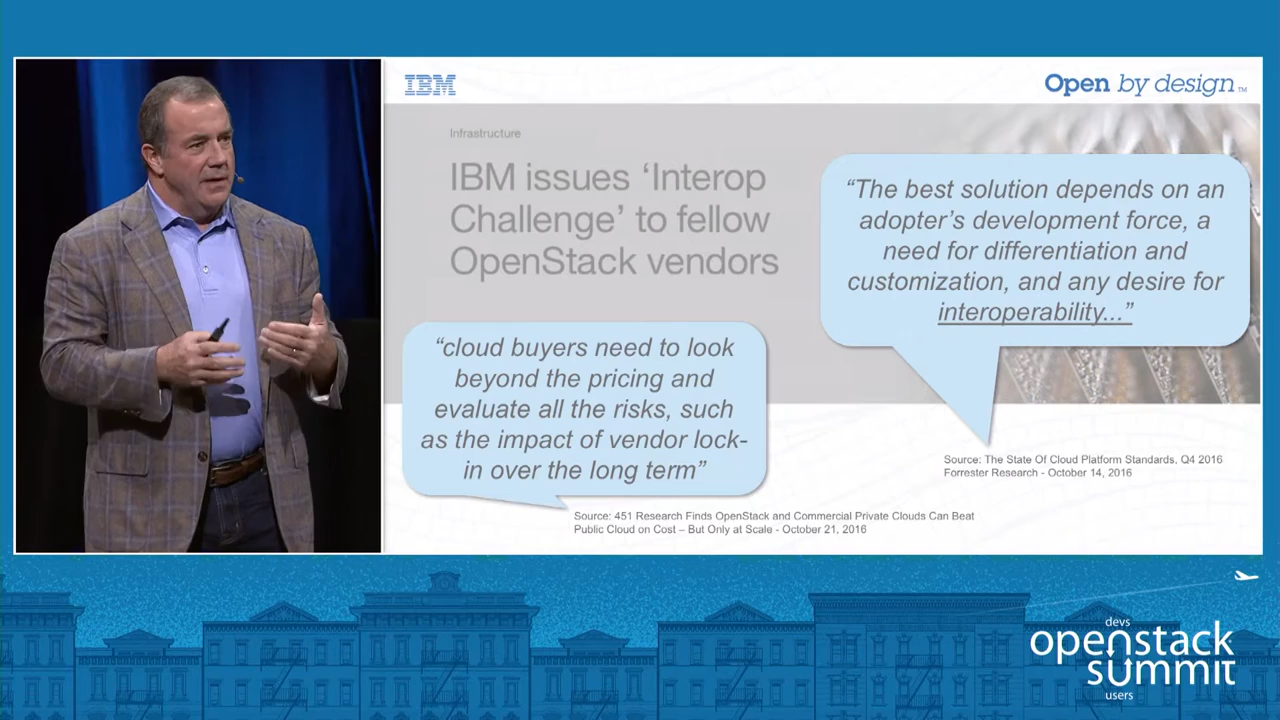 IBM
Open by design™
Infrastructure
IBM issues ‘Interop
Challenge’ to fellow
OpenStack vendors
“The best solution depends on an
adopter’s development force, a
need for differentiation and
customization, and any desire for
interoperability...”
“cloud buyers need to look
beyond the pricing and
evaluate all the risks, such
as the impact of vendor lock-
in over the long term”
Source: The State Of Cloud Platform Standards, Q4 2016
Forrester Research - October 14, 2016
Source: 451 Research Finds OpenStack and Commercial Private Clouds Can Beat
Public Cloud on Cost – But Only at Scale - October 21, 2016
devs
openstack
summit
users